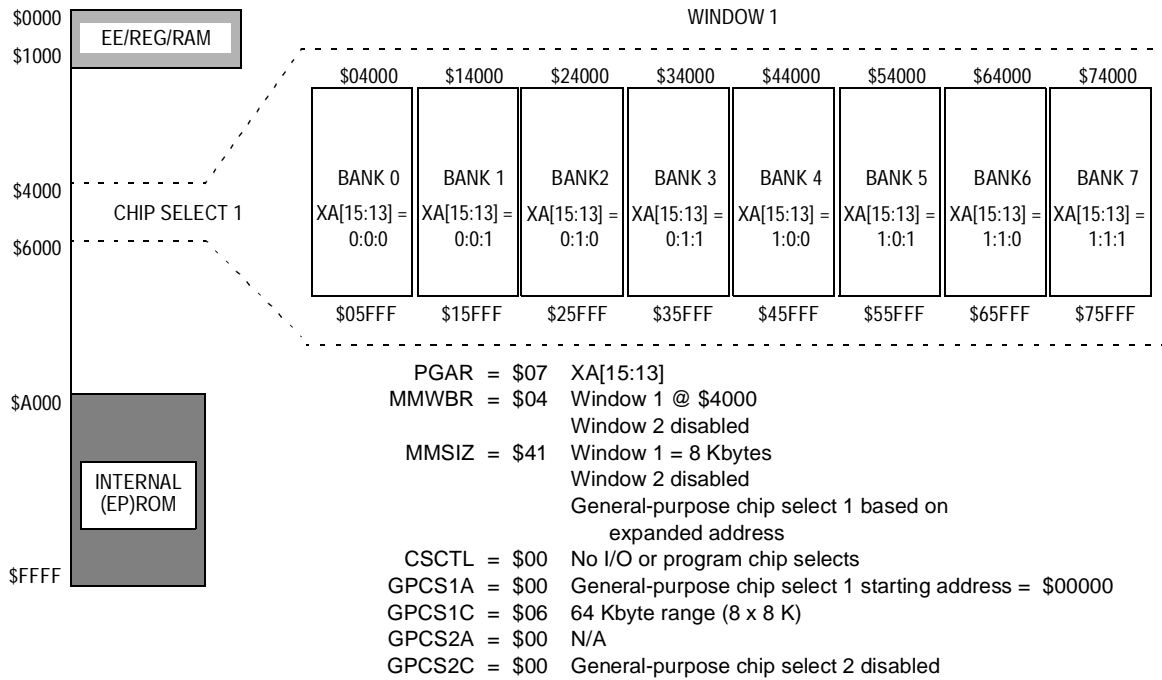 $0000
EE/REG/RAM
$1000
$4000
CHIP SELECT 1
$6000
$A000
INTERNAL
(EP)ROM
$FFFF
WINDOW 1
$04000 $14000 $24000 $34000 $44000 $54000 $64000 $74000
BANK 0 BANK 1 BANK2 BANK 3 BANK 4 BANK 5 BANK6 BANK 7
XA[15:13] = XA[15:13] = XA[15:13] = XA[15:13] = XA[15:13] = XA[15:13] = XA[15:13] = XA[15:13] =
0:0:0 0:0:1 0:1:0 0:1:1 1:0:0 1:0:1 1:1:0 1:1:1
$05FFF $15FFF $25FFF $35FFF $45FFF $55FFF $65FFF $75FFF
PGAR = $07 XA[15:13]
MMWBR = $04 Window 1 @ $4000
Window 2 disabled
MMSIZ = $41 Window 1 = 8 Kbytes
Window 2 disabled
General-purpose chip select 1 based on
expanded address
CSCTL = $00 No I/O or program chip selects
GPCS1A = $00 General-purpose chip select 1 starting address = $00000
GPCS1C = $06 64 Kbyte range (8 x 8 K)
GPCS2A = $00 N/A
GPCS2C = $00 General-purpose chip select 2 disabled